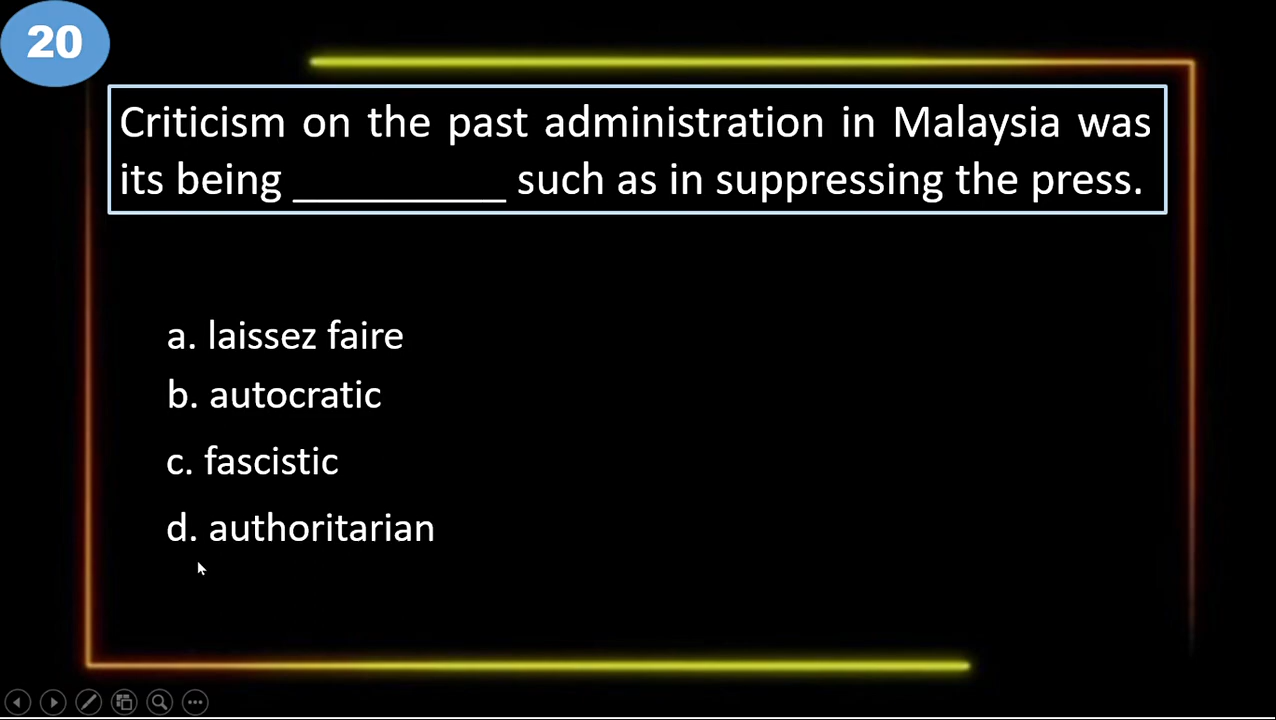 20
Criticism on the past administration in Malaysia was
its being __________ such as in suppressing the press.
a. laissez faire
b. autocratic
c. fascistic
d. authoritarian